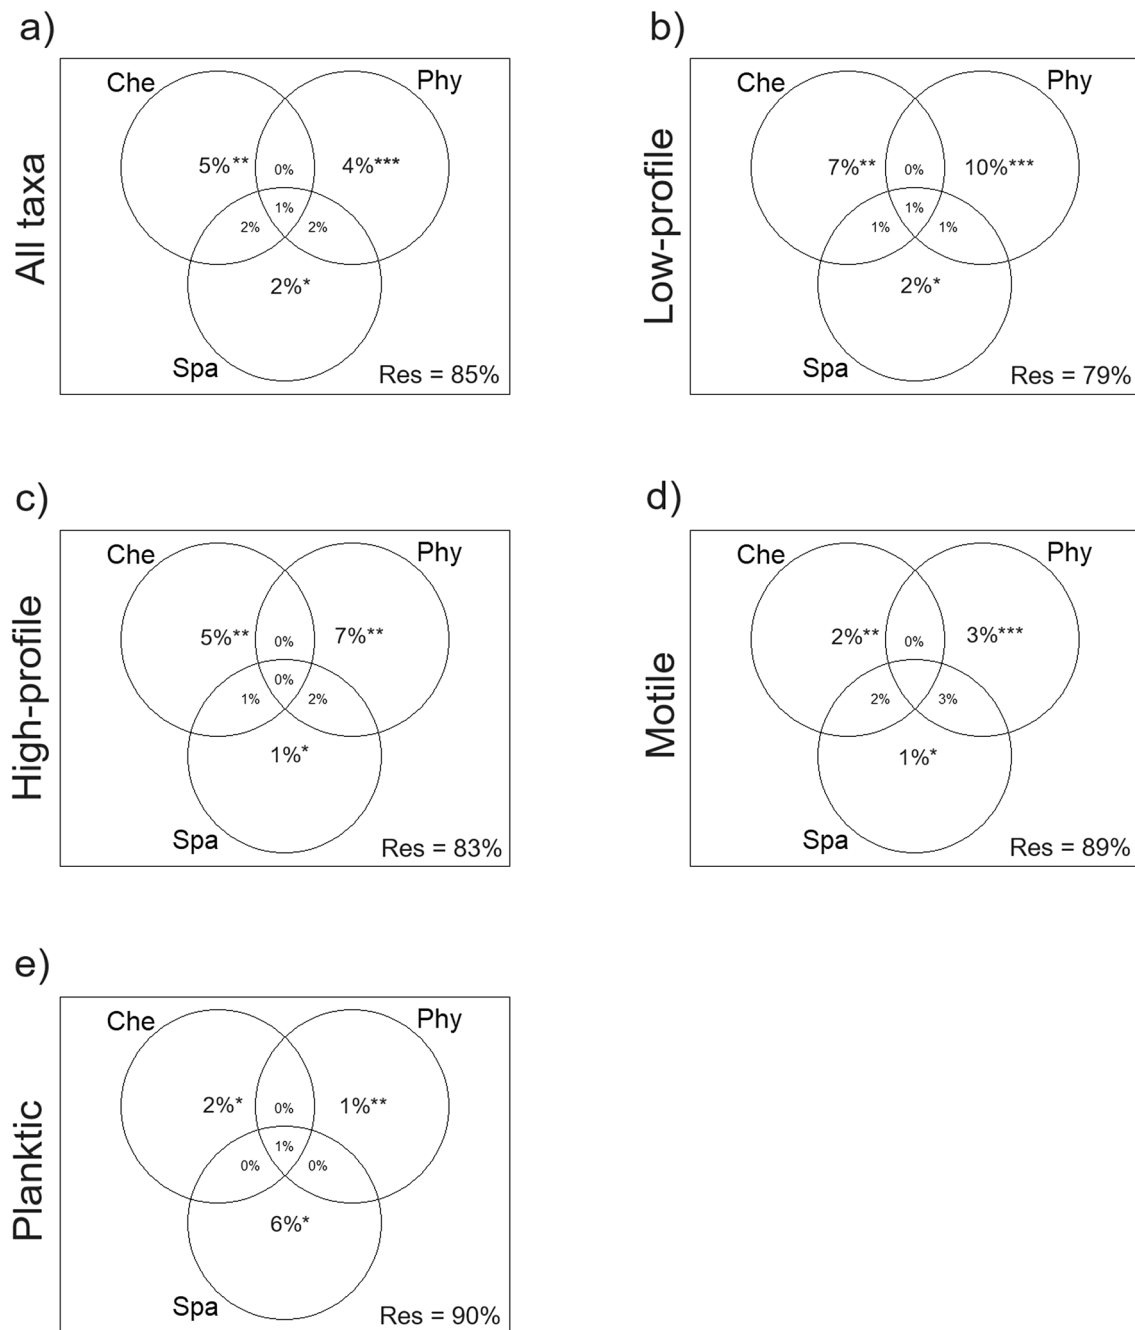 a)
All taxa
Che
Phy
5%**
0%
4%***
1%
2%
2%
2%*
Spa
Res = 85%
b)
Low-profile
Che
Phy
7%**
0%
10%***
1%
1%
1%
2%*
Spa
Res = 79%
c)
High-profile
Che
Phy
5%**
0%
7%**
0%
1%
2%
1%*
Spa
Res = 83%
d)
Motile
Che
Phy
2%**
0%
3%***
2%
3%
1%*
Spa
Res = 89%
e)
Planktic
Che
Phy
2%*
0%
1%**
1%
0%
0%
6%*
Spa
Res = 90%